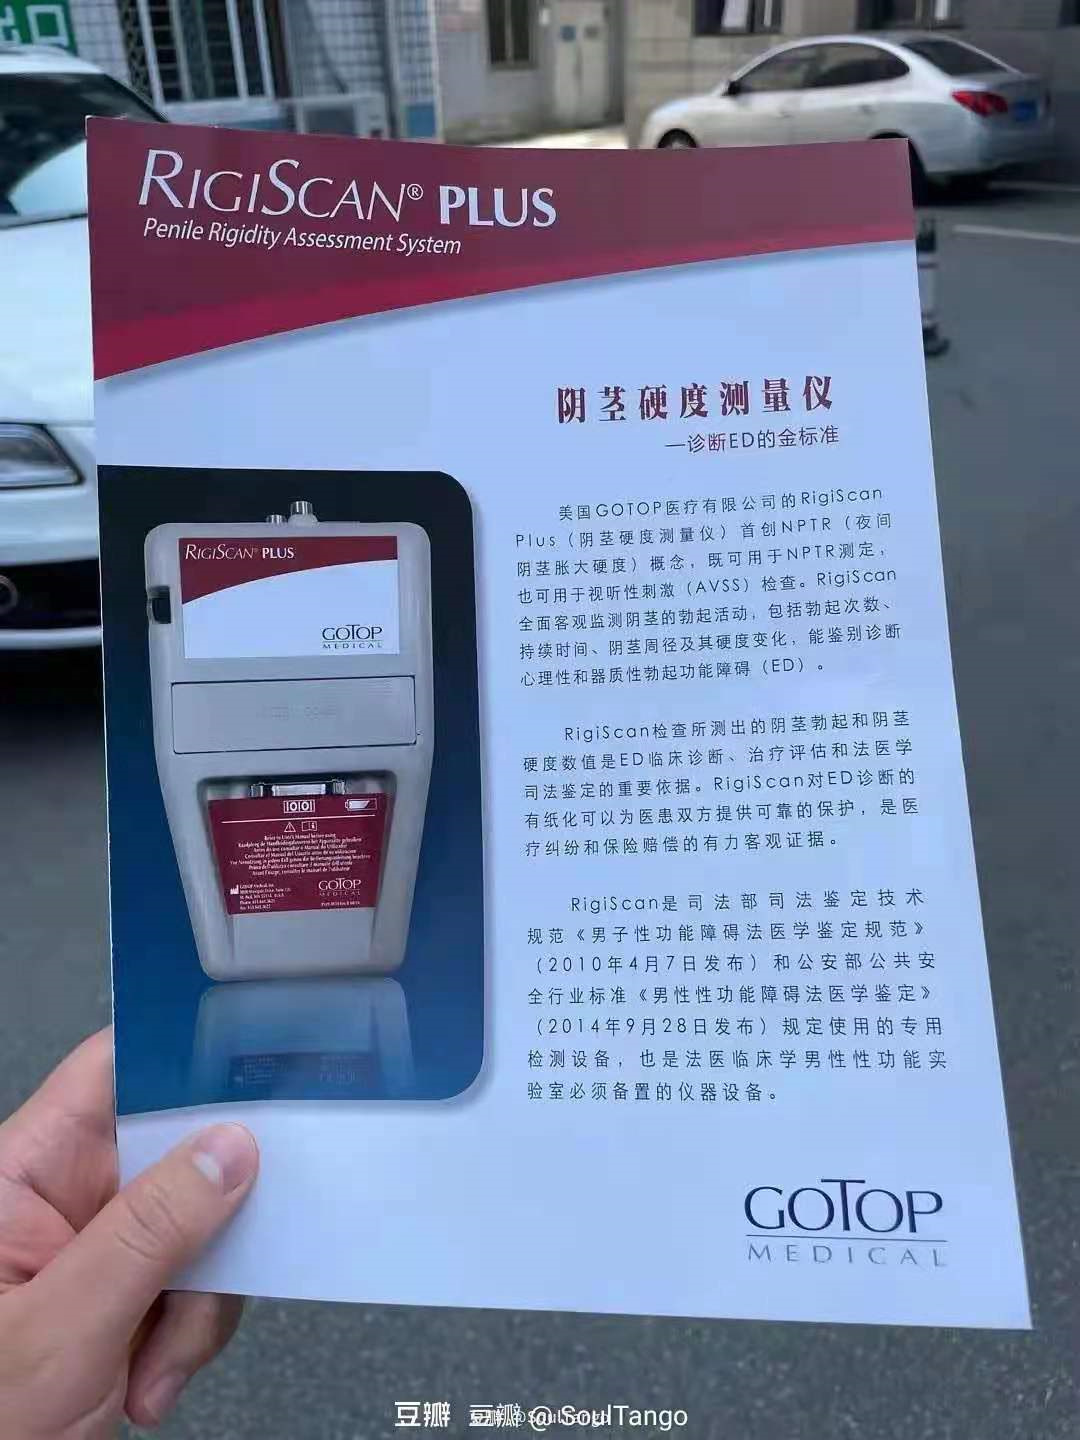 RIGISCAN® PLUS
Penile Rigidity Assessment System
阴茎硬度测量仪
—诊断ED的金标准
美国GOTOP医疗有限公司的RigiScan
Plus（阴茎硬度测量仪）首创NPTR（夜间
阴茎胀大硬度）概念，既可用于NPTR测定，
也可用于视听性刺激（AVSS）检查。RigiScan
全面客观监测阴茎的勃起活动，包括勃起次数、
持续时间、阴茎周径及其硬度变化，能鉴别诊断
心理性和器质性勃起功能障碍（ED）。
RigiScan检查所测出的阴茎勃起和阴茎
硬度数值是ED临床诊断、治疗评估和法医学
司法鉴定的重要依据。RigiScan对ED诊断的
有纸化可以为医患双方提供可靠的保护，是医
疗纠纷和保险赔偿的有力客观证据。
RigiScan是司法部司法鉴定技术
规范《男子性功能障碍法医学鉴定规范》
（2010年4月7日发布）和公安部公共安
全行业标准《男性性功能障碍法医学鉴定》
（2014年9月28日发布）规定使用的专用
检测设备，也是法医临床学男性性功能实
验室必须备置的仪器设备。
RIGISCAN® PLUS
GOTOP
MEDICAL
GOTOP
MEDICAL
GOTOP
MEDICAL
豆瓣 豆瓣 @SoulTango